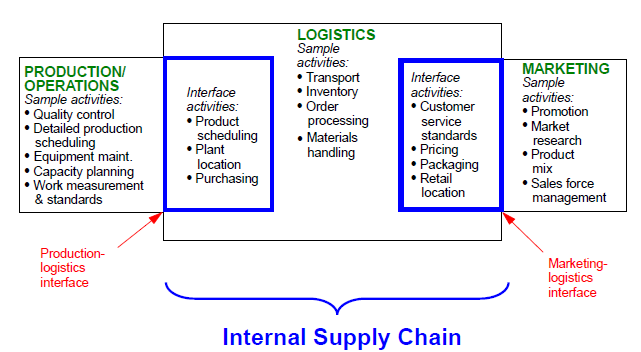 PRODUCTION/
OPERATIONS
Sample activities:
• Quality control
• Detailed production
scheduling
• Equipment maint.
• Capacity planning
• Work measurement
& standards
Interface
activities:
• Product
scheduling
• Plant
location
• Purchasing
LOGISTICS
Sample
activities:
• Transport
• Inventory
• Order
processing
• Materials
handling
Interface
activities:
• Customer
service
standards
• Pricing
• Packaging
• Retail
location
MARKETING
Sample
activities:
• Promotion
• Market
research
• Product
mix
• Sales force
management
Production-
logistics
interface
Marketing-
logistics
interface
Internal Supply Chain